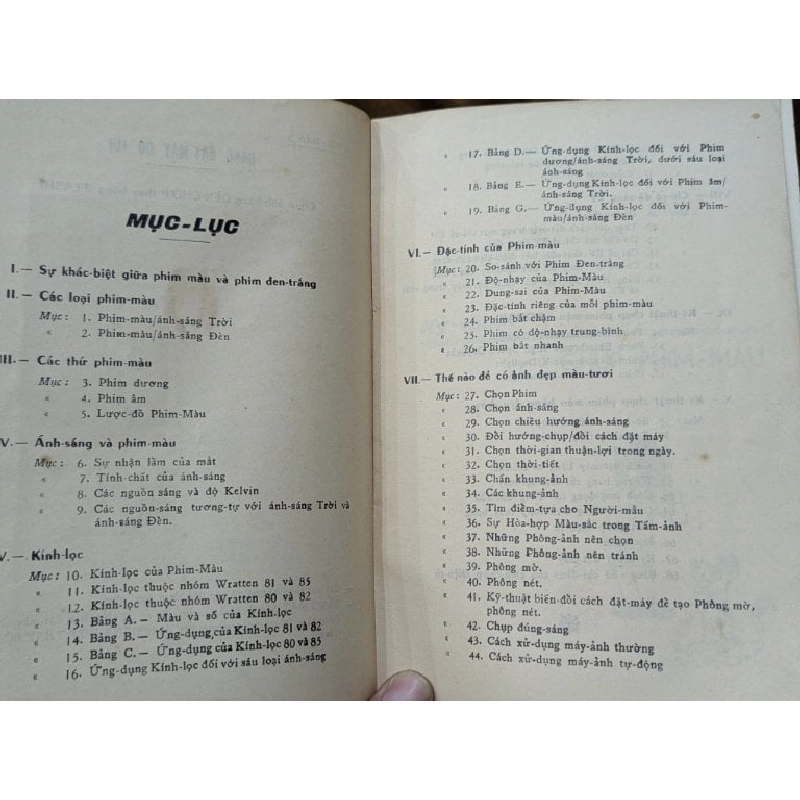 MỤC-LỤC
I.— Sự khác-biệt giữa phim màu và phim đen-trắng
II.— Các loại phim-màu
Mục: 1. Phim-màu/ánh-sáng Trời
« 2. Phim-màu/ánh-sáng Đèn
III.— Các thứ phim-màu
Mục: 3. Phim dương
« 4. Phim âm
« 5. Lược-đồ Phim-Màu
V.— Ánh-sáng và phim-màu
Mục: 6. Sự nhận lầm của mắt
« 7. Tính-chất của ánh-sáng
« 8. Các nguồn sáng và độ Kelvin
« 9. Các nguồn-sáng tương-tự với ánh-sáng Trời và
ánh-sáng Đèn.
V.— Kính-lọc
Mục: 10. Kính-lọc của Phim-Màu
« 11. Kính-lọc thuộc nhóm Wratten 81 và 85
« 12. Kính-lọc thuộc nhóm Wratten 80 và 82
« 13. Bảng A.— Màu và số của Kính-lọc
« 14. Bảng B.— Ứng-dụng của Kính-lọc 81 và 82
« 15. Bảng C.— Ứng-dụng của Kính-lọc 80 và 85
« 16. Ứng-dụng Kính-lọc đối với sáu loại ánh-sáng
« 17. Bảng D.— Ứng-dụng Kính-lọc đối với Phim
dương/ánh-sáng Trời, dưới sáu loại
ánh-sáng
« 18. Bảng E.— Ứng-dụng Kính-lọc đối với Phim âm/
ánh-sáng Trời.
« 19. Bảng G.— Ứng-dụng Kính-lọc đối với Phim-
màu/ánh-sáng Đèn
VI.— Đặc-tính của Phim-màu
Mục: 20. So-sánh với Phim Đen-trắng
« 21. Độ-nhạy của Phim-Màu
« 22. Dung-sai của Phim-màu
« 23. Đặc-tính riêng của mỗi phim-màu
« 24. Phim bắt chậm
« 25. Phim có độ-nhạy trung-bình
« 26. Phim bắt nhanh
VII.— Thế nào để có ảnh đẹp màu-tươi
Mục: 27. Chọn Phim
« 28. Chọn ánh-sáng
« 29. Chọn chiều hướng ánh-sáng
« 30. Đổi hướng-chụp/đổi cách đặt máy
« 31. Chọn thời-gian thuận-lợi trong ngày.
« 32. Chọn thời-tiết
« 33. Chấn khung-ảnh
« 34. Các khung-ảnh
« 35. Tìm điểm-tựa cho Người-mẫu
« 36. Sự Hòa-hợp Màu-sắc trong Tấm-ảnh
« 37. Những Phông-ảnh nên chọn
« 38. Những Phông-ảnh nên tránh
« 39. Phông mờ.
« 40. Phông nét.
« 41. Kỹ-thuật biến-đổi cách đặt-máy để tạo Phông mờ,
phông nét.
« 42. Chụp đúng-sáng
« 43. Cách xử-dụng máy-ảnh thường
« 44. Cách xử-dụng máy-ảnh tự-động